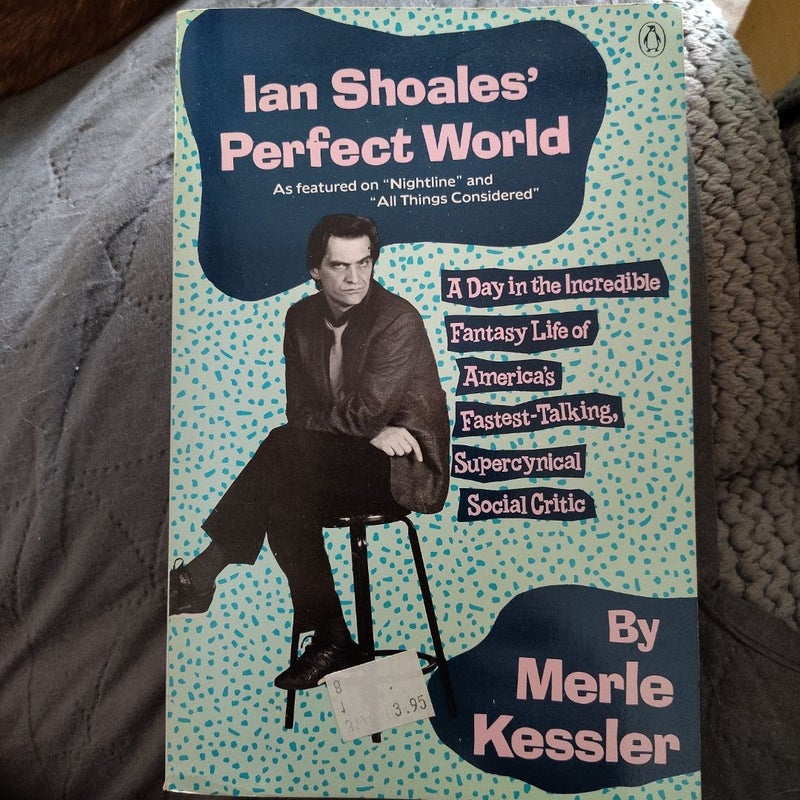 Ian Shoales’
Perfect World
As featured on “Nightline” and
“All Things Considered”
A Day in the Incredible
Fantasy Life of
America’s
Fastest-Talking,
Supercynical
Social Critic
By
Merle
Kessler
8
J
3.95